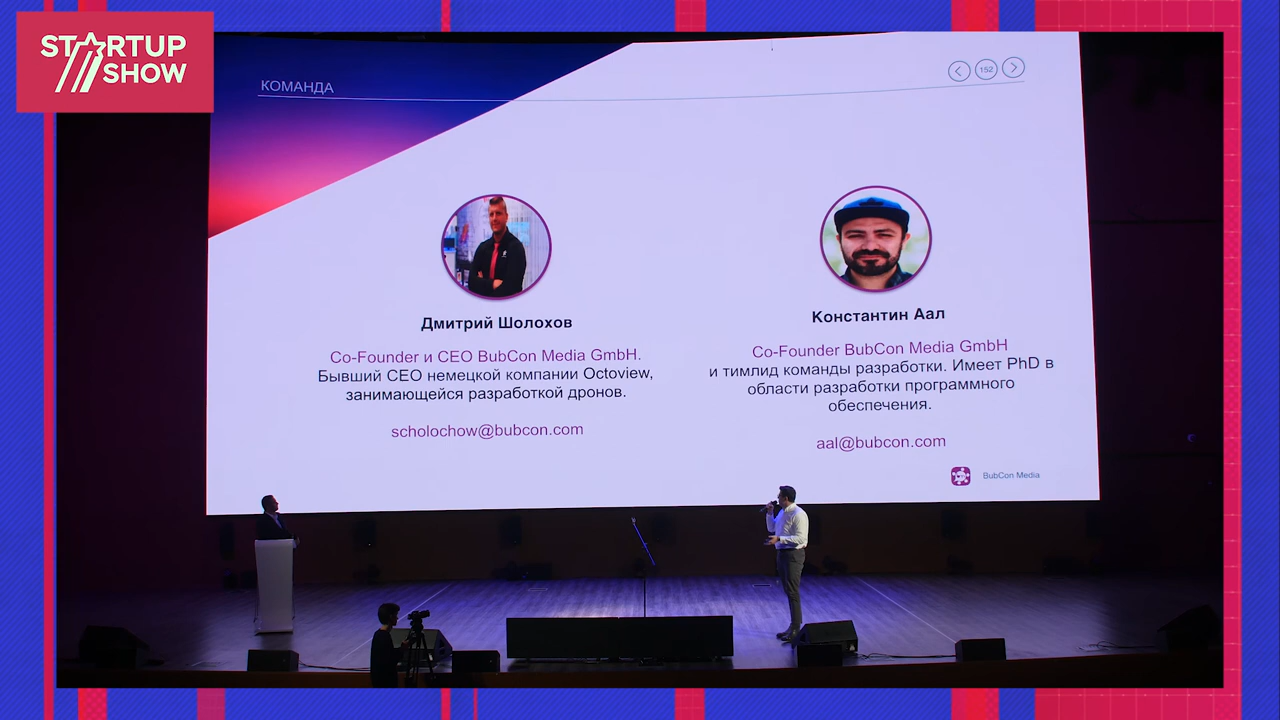 STARTUP
SHOW
КОМАНДА
152
Дмитрий Шолохов
Co-Founder и CEO BubCon Media GmbH.
Бывший CEO немецкой компании Octoview,
занимающейся разработкой дронов.
scholochow@bubcon.com
Константин Аал
Co-Founder BubCon Media GmbH
и тимлид команды разработки. Имеет PhD в
области разработки программного
обеспечения.
aal@bubcon.com
BubCon Media